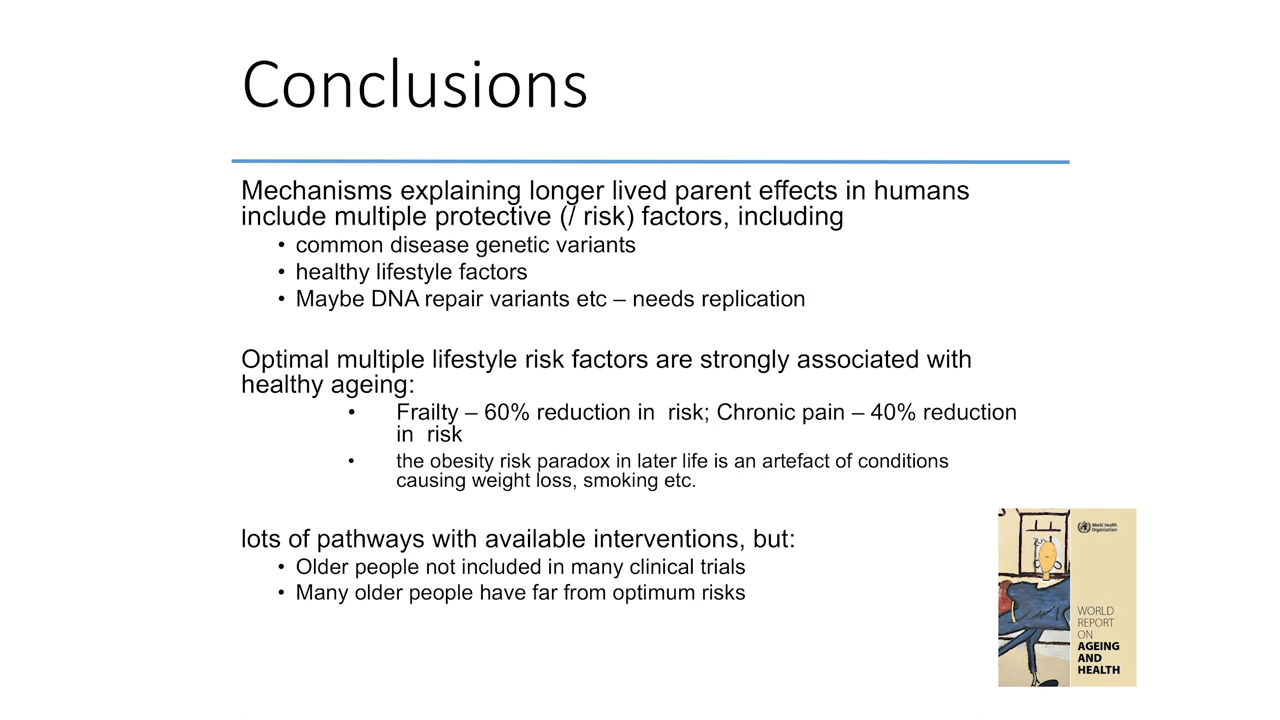 Conclusions
Mechanisms explaining longer lived parent effects in humans
include multiple protective (/ risk) factors, including
• common disease genetic variants
• healthy lifestyle factors
• Maybe DNA repair variants etc – needs replication
Optimal multiple lifestyle risk factors are strongly associated with
healthy ageing:
• Frailty – 60% reduction in  risk; Chronic pain – 40% reduction
in  risk
• the obesity risk paradox in later life is an artefact of conditions
causing weight loss, smoking etc.
lots of pathways with available interventions, but:
• Older people not included in many clinical trials
• Many older people have far from optimum risks
World Health
Organization
WORLD
REPORT
ON
AGEING
AND
HEALTH